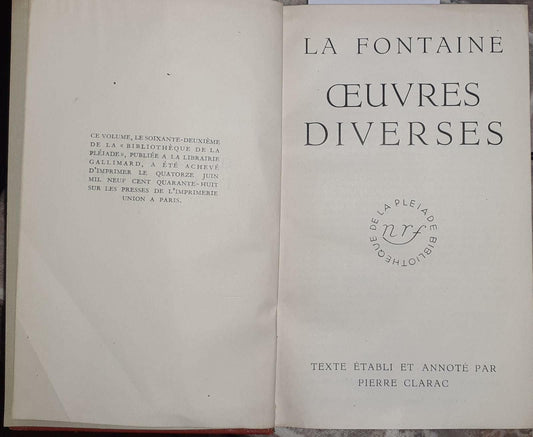 CE VOLUME, LE SOIXANTE-DEUXIÈME
DE LA « BIBLIOTHÈQUE DE LA
PLÉIADE », PUBLIÉE A LA LIBRAIRIE
GALLIMARD, A ÉTÉ ACHEVÉ
D'IMPRIMER LE QUATORZE JUIN
MIL NEUF CENT QUARANTE-HUIT
SUR LES PRESSES DE L'IMPRIMERIE
UNION A PARIS.
LA FONTAINE
ŒUVRES
DIVERSES
BIBLIOTHÈQUE DE LA PLEIADE
nrf
TEXTE ÉTABLI ET ANNOTÉ PAR
PIERRE CLARAC